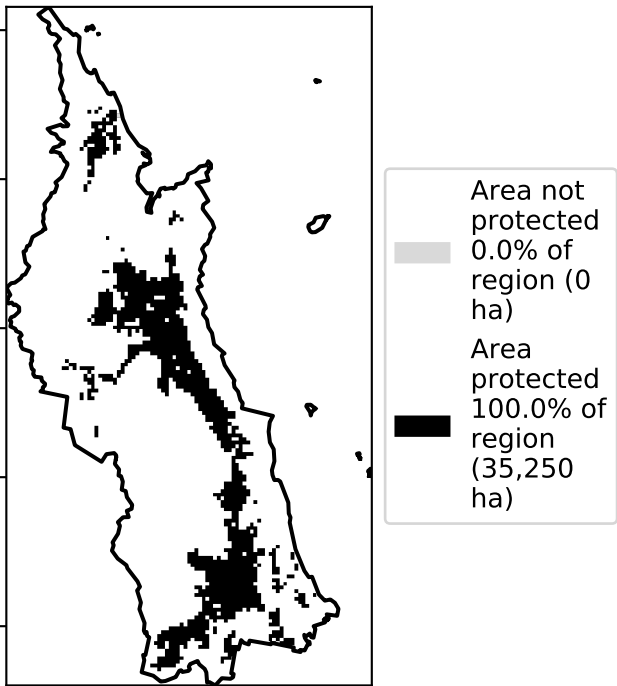 Area not
protected
0.0% of
region (0
ha)
Area
protected
100.0% of
region
(35,250
ha)